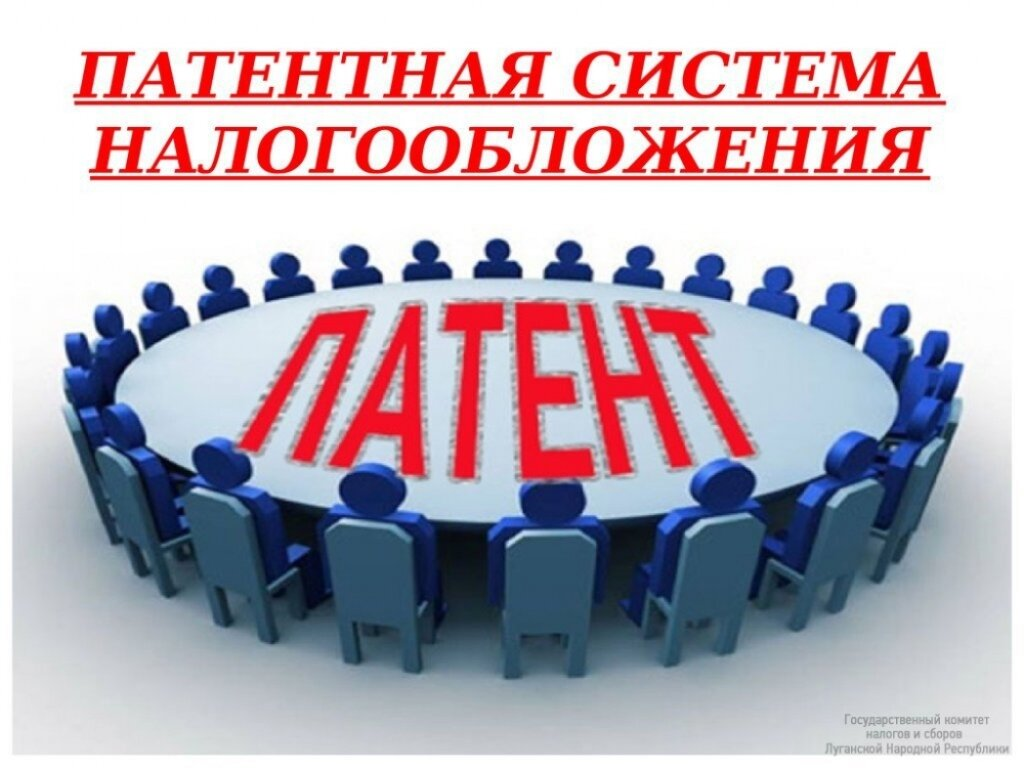 ПАТЕНТНАЯ СИСТЕМА
НАЛОГООБЛОЖЕНИЯ
ПАТЕНТ
Государственный комитет
налогов и сборов
Луганской Народной Республики